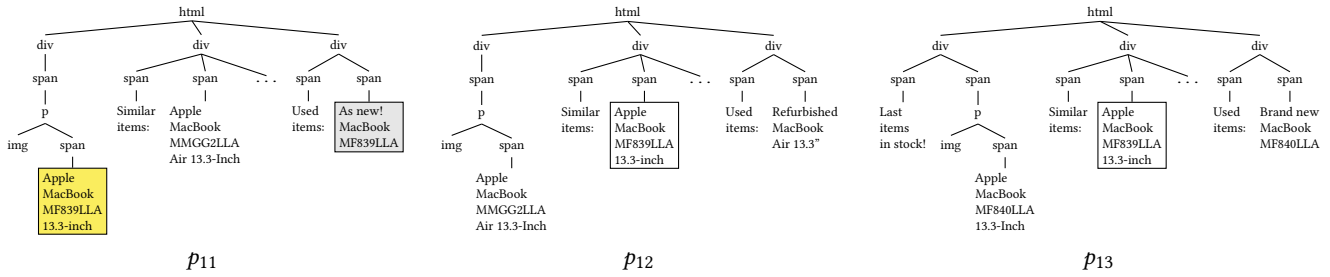 html
html
html
div
div
div
div
div
div
div
div
div
span
span
span
. . .
span
span
span
span
span
. . .
span
span
span
span
span
span
. . .
span
span
p
Similar
items:
Apple
MacBook
MMGG2LLA
Air 13.3-Inch
Used
items:
As new!
MacBook
MF839LLA
p
Similar
items:
Apple
MacBook
MF839LLA
13.3-inch
Used
items:
Refurbished
MacBook
Air 13.3”
Last
items
in stock!
p
Similar
items:
Apple
MacBook
MF839LLA
13.3-inch
Used
items:
Brand new
MacBook
MF840LLA
img
span
img
span
img
span
Apple
MacBook
MF839LLA
13.3-inch
Apple
MacBook
MMGG2LLA
Air 13.3-Inch
Apple
MacBook
MF840LLA
13.3-Inch
p11
p12
p13